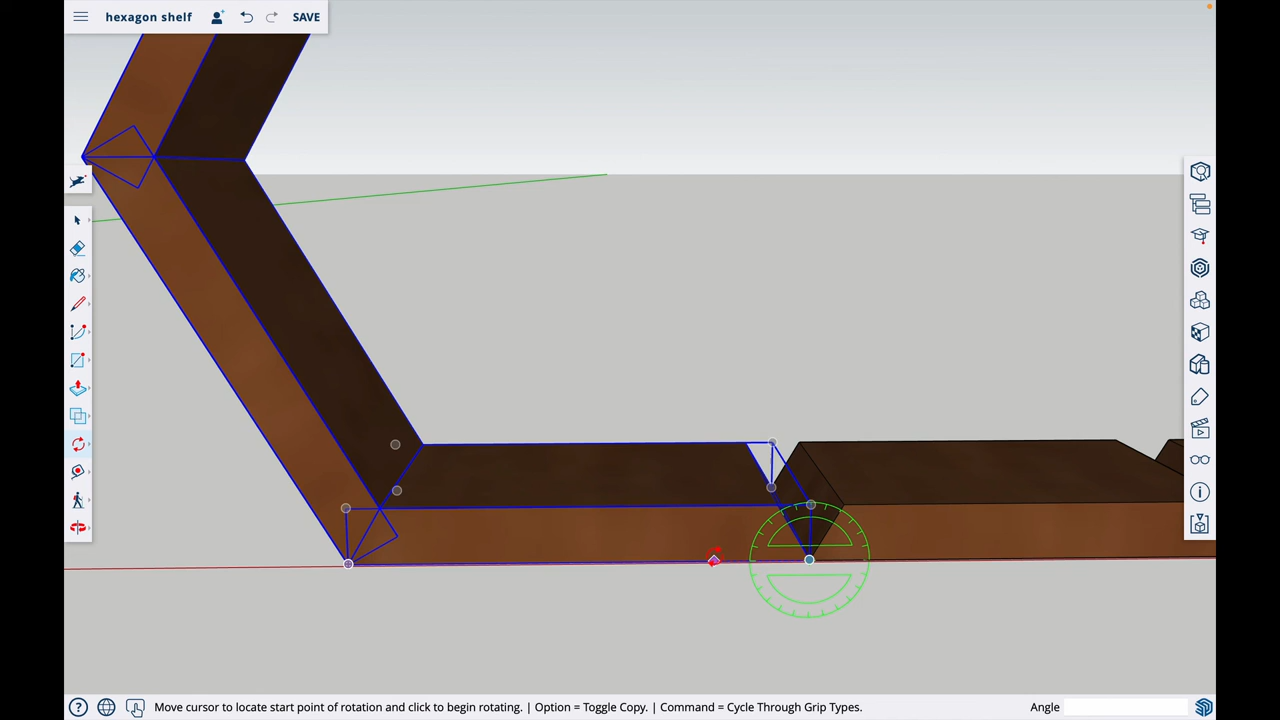 hexagon shelf
SAVE
Move cursor to locate start point of rotation and click to begin rotating. | Option = Toggle Copy. | Command = Cycle Through Grip Types.
Angle